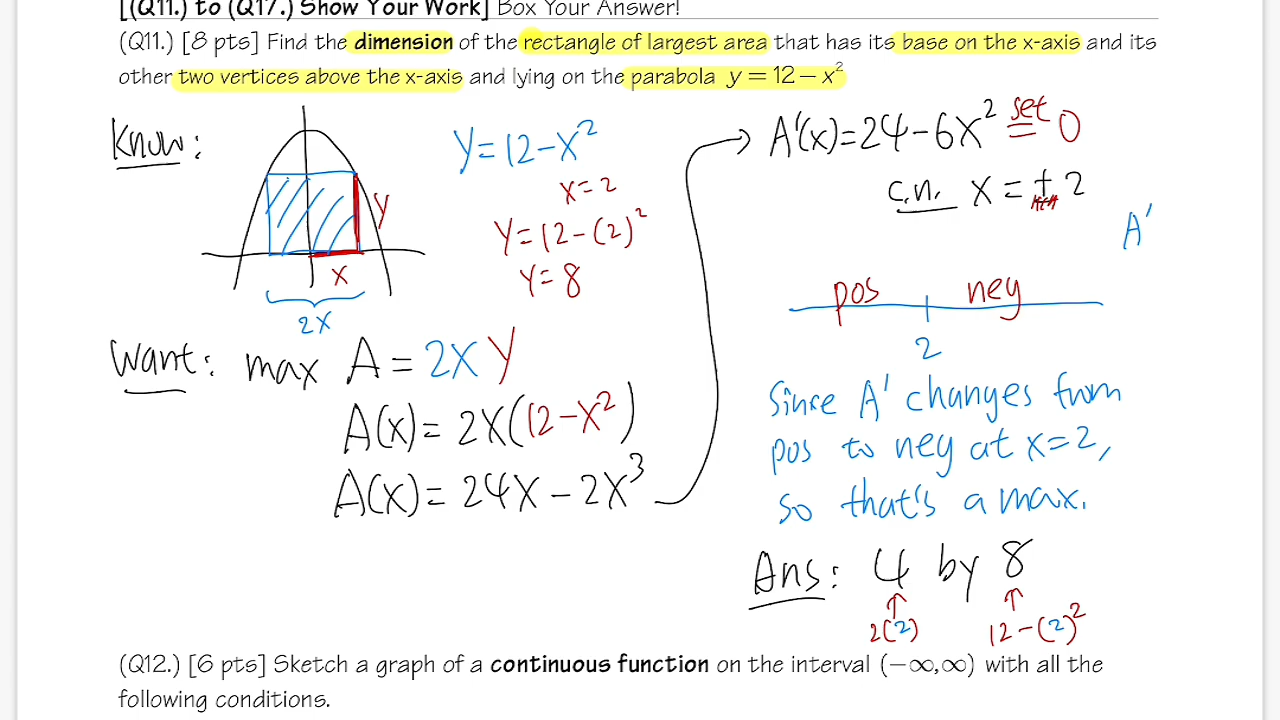 [(Q11.) to (Q17.) Show Your Work] Box Your Answer!
(Q11.) [8 pts] Find the dimension of the rectangle of largest area that has its base on the x-axis and its
other two vertices above the x-axis and lying on the parabola y = 12 − x²
Know:
y
x
2x
Y = 12 − x²
x = 2
Y = 12 − (2)²
Y = 8
Want: max A = 2x y
A(x) = 2x(12 − x²)
A(x) = 24x − 2x³
A'(x) = 24 − 6x² set = 0
c.n. x = ± 2
A'
pos neg
2
Since A' changes from
pos to neg at x = 2,
so that's a max.
Ans: 4 by 8
2(2) 12 − (2)²
(Q12.) [6 pts] Sketch a graph of a continuous function on the interval (−∞,∞) with all the
following conditions.